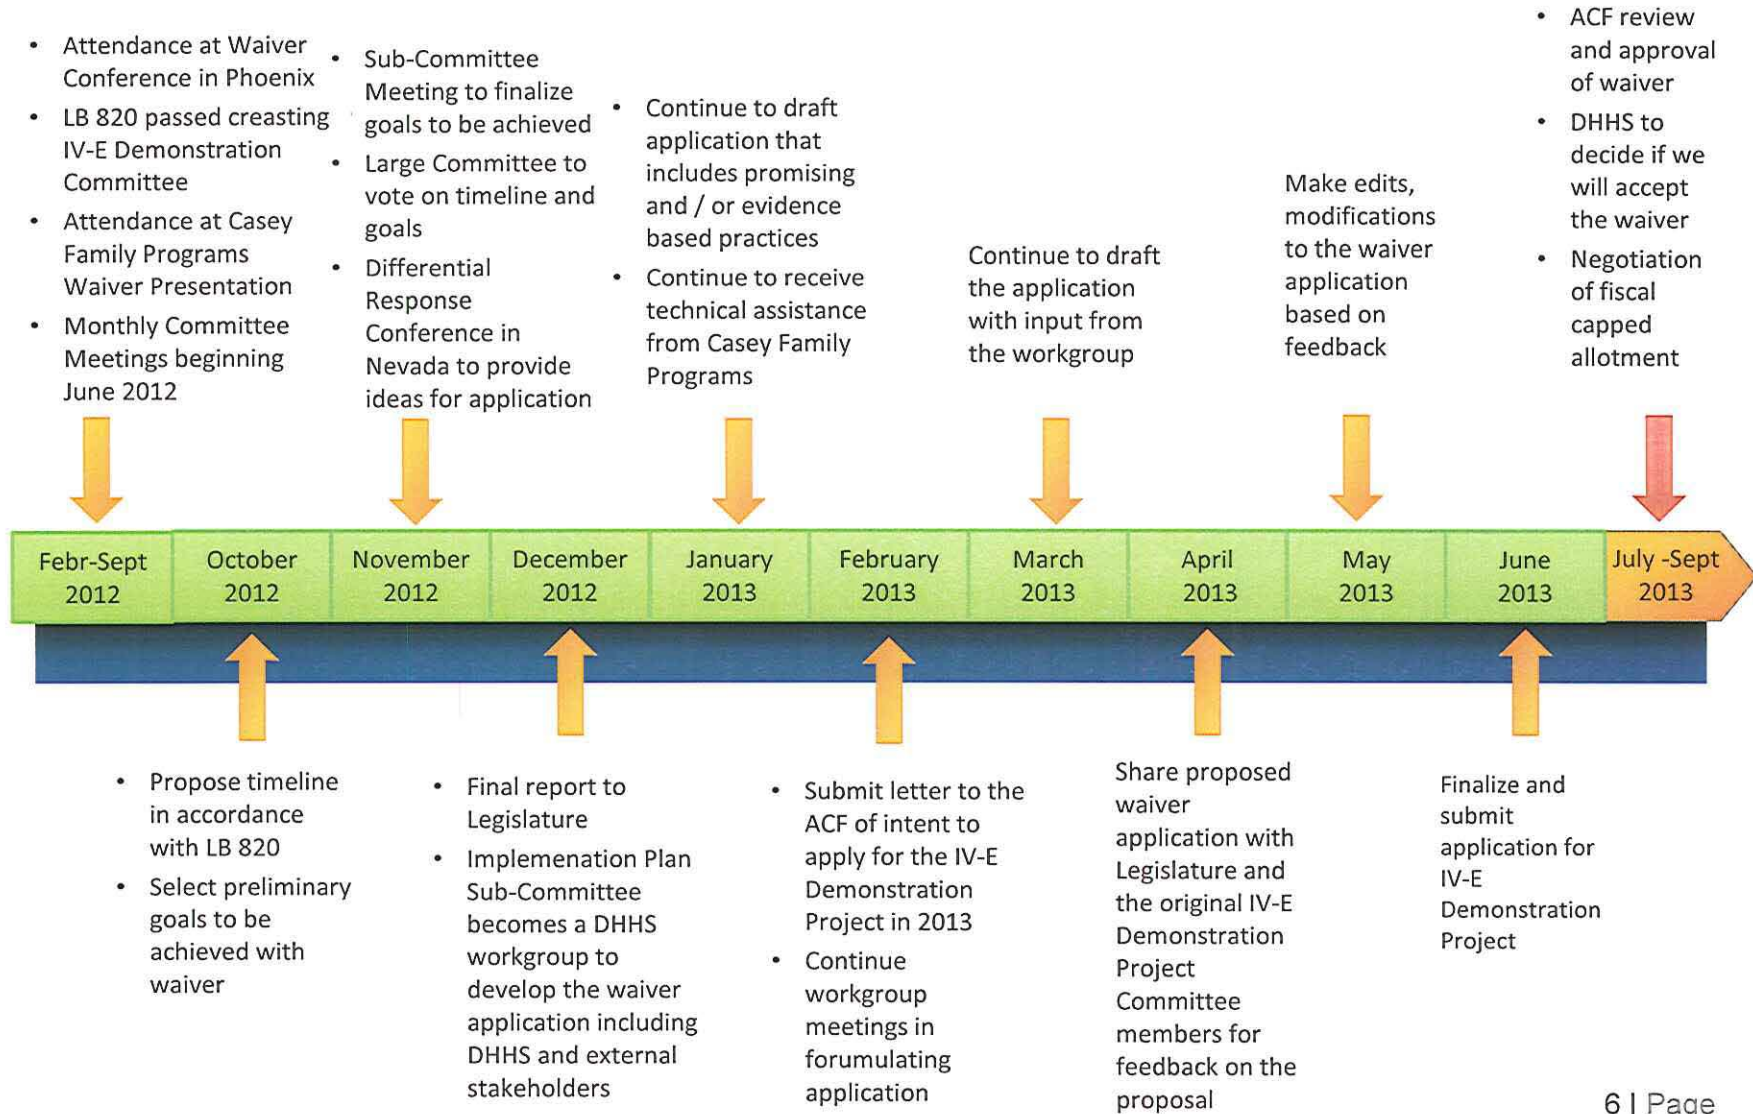 • Attendance at Waiver
Conference in Phoenix
• LB 820 passed creasting
IV-E Demonstration
Committee
• Attendance at Casey
Family Programs
Waiver Presentation
• Monthly Committee
Meetings beginning
June 2012
• Sub-Committee
Meeting to finalize
goals to be achieved
• Large Committee to
vote on timeline and
goals
• Differential
Response
Conference in
Nevada to provide
ideas for application
• Continue to draft
application that
includes promising
and / or evidence
based practices
• Continue to receive
technical assistance
from Casey Family
Programs
Continue to draft
the application
with input from
the workgroup
Make edits,
modifications
to the waiver
application
based on
feedback
• ACF review
and approval
of waiver
• DHHS to
decide if we
will accept
the waiver
• Negotiation
of fiscal
capped
allotment
Febr-Sept
2012
October
2012
November
2012
December
2012
January
2013
February
2013
March
2013
April
2013
May
2013
June
2013
July -Sept
2013
• Propose timeline
in accordance
with LB 820
• Select preliminary
goals to be
achieved with
waiver
• Final report to
Legislature
• Implemenation Plan
Sub-Committee
becomes a DHHS
workgroup to
develop the waiver
application including
DHHS and external
stakeholders
• Submit letter to the
ACF of intent to
apply for the IV-E
Demonstration
Project in 2013
• Continue
workgroup
meetings in
forumulating
application
Share proposed
waiver
application with
Legislature and
the original IV-E
Demonstration
Project
Committee
members for
feedback on the
proposal
Finalize and
submit
application for
IV-E
Demonstration
Project
6 | Page